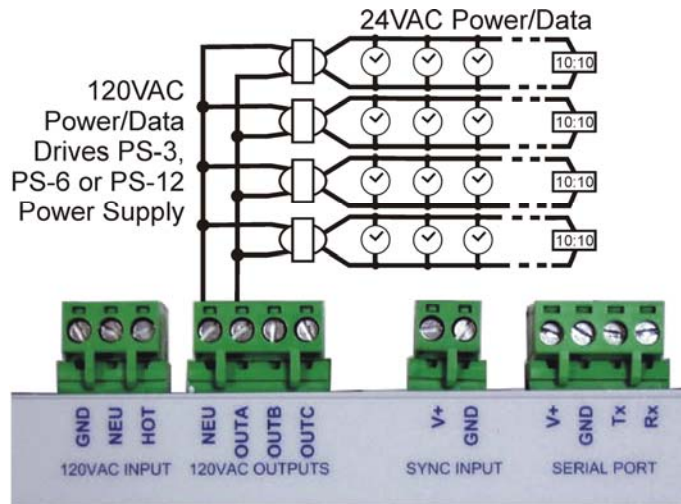 24VAC Power/Data
120VAC
Power/Data
Drives PS-3,
PS-6 or PS-12
Power Supply
10:10
10:10
10:10
10:10
GND
NEU
HOT
NEU
OUTA
OUTB
OUTC
V+
GND
V+
GND
Tx
Rx
120VAC INPUT
120VAC OUTPUTS
SYNC INPUT
SERIAL PORT